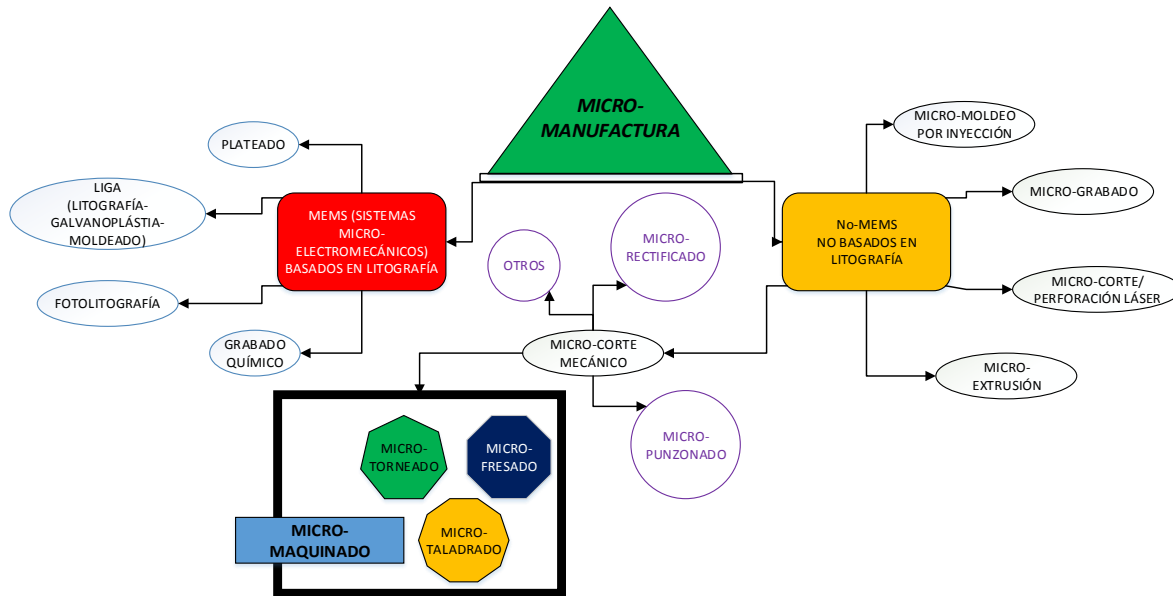 MICRO-
MANUFACTURA
PLATEADO
LIGA
(LITOGRAFÍA-
GALVANOPLÁSTIA-
MOLDEADO)
FOTOLITOGRAFÍA
GRABADO
QUÍMICO
MEMS (SISTEMAS
MICRO-
ELECTROMECÁNICOS)
BASADOS EN LITOGRAFÍA
OTROS
MICRO-
RECTIFICADO
MICRO-CORTE
MECÁNICO
MICRO-
PUNZONADO
No-MEMS
NO BASADOS EN
LITOGRAFÍA
MICRO-MOLDEO
POR INYECCIÓN
MICRO-GRABADO
MICRO-CORTE/
PERFORACIÓN LÁSER
MICRO-
EXTRUSIÓN
MICRO-
TORNEADO
MICRO-
FRESADO
MICRO-
MAQUINADO
MICRO-
TALADRADO